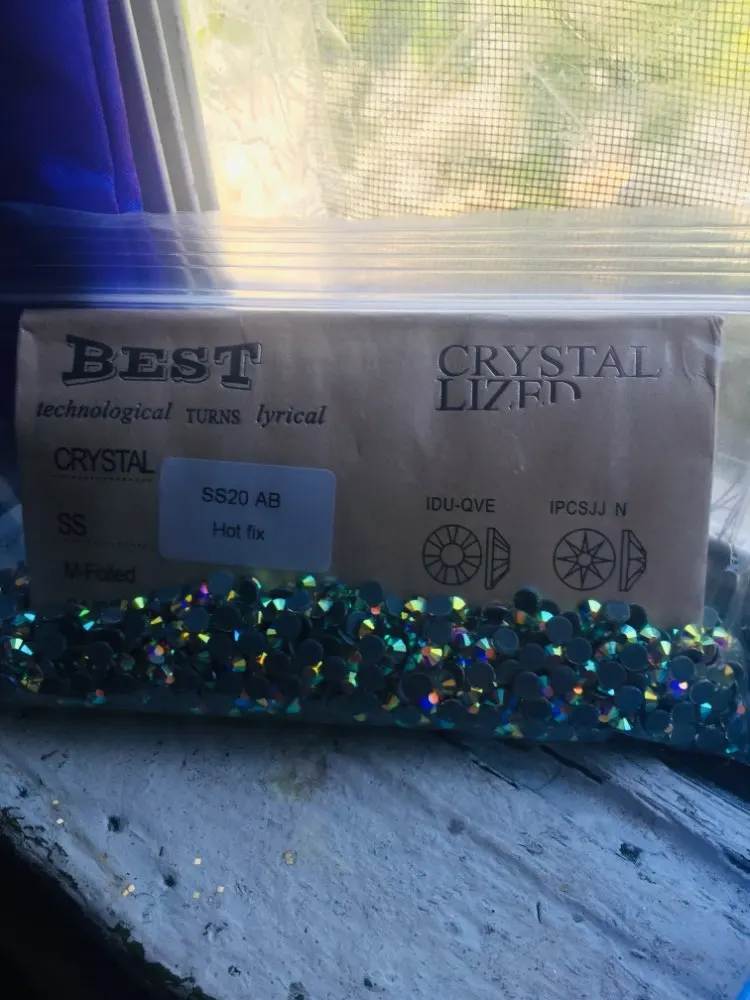 BEST
technological TURNS lyrical
CRYSTAL
LIZED
CRYSTAL
SS20 AB
Hot fix
SS
M-Foiled
IDU-QVE
IPCSJJ N